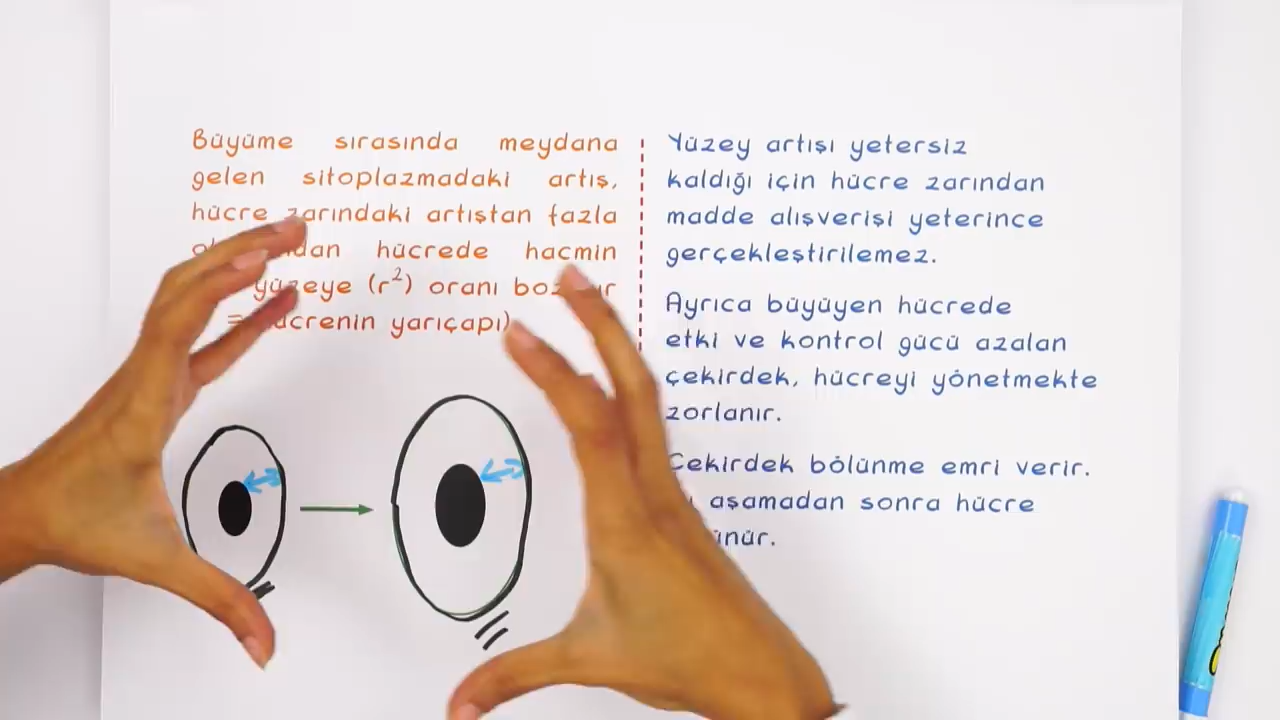 Büyüme sırasında meydana
gelen sitoplazmadaki artış,
hücre zarındaki artıştan fazla
hücrede hacmin
yüzeye (r²) oranı
= hücrenin yarıçapı)
Yüzey artışı yetersiz
kaldığı için hücre zarından
madde alışverişi yeterince
gerçekleştirilemez.
Ayrıca büyüyen hücrede
etki ve kontrol gücü azalan
çekirdek, hücreyi yönetmekte
zorlanır.
Çekirdek bölünme emri verir.
aşamadan sonra hücre